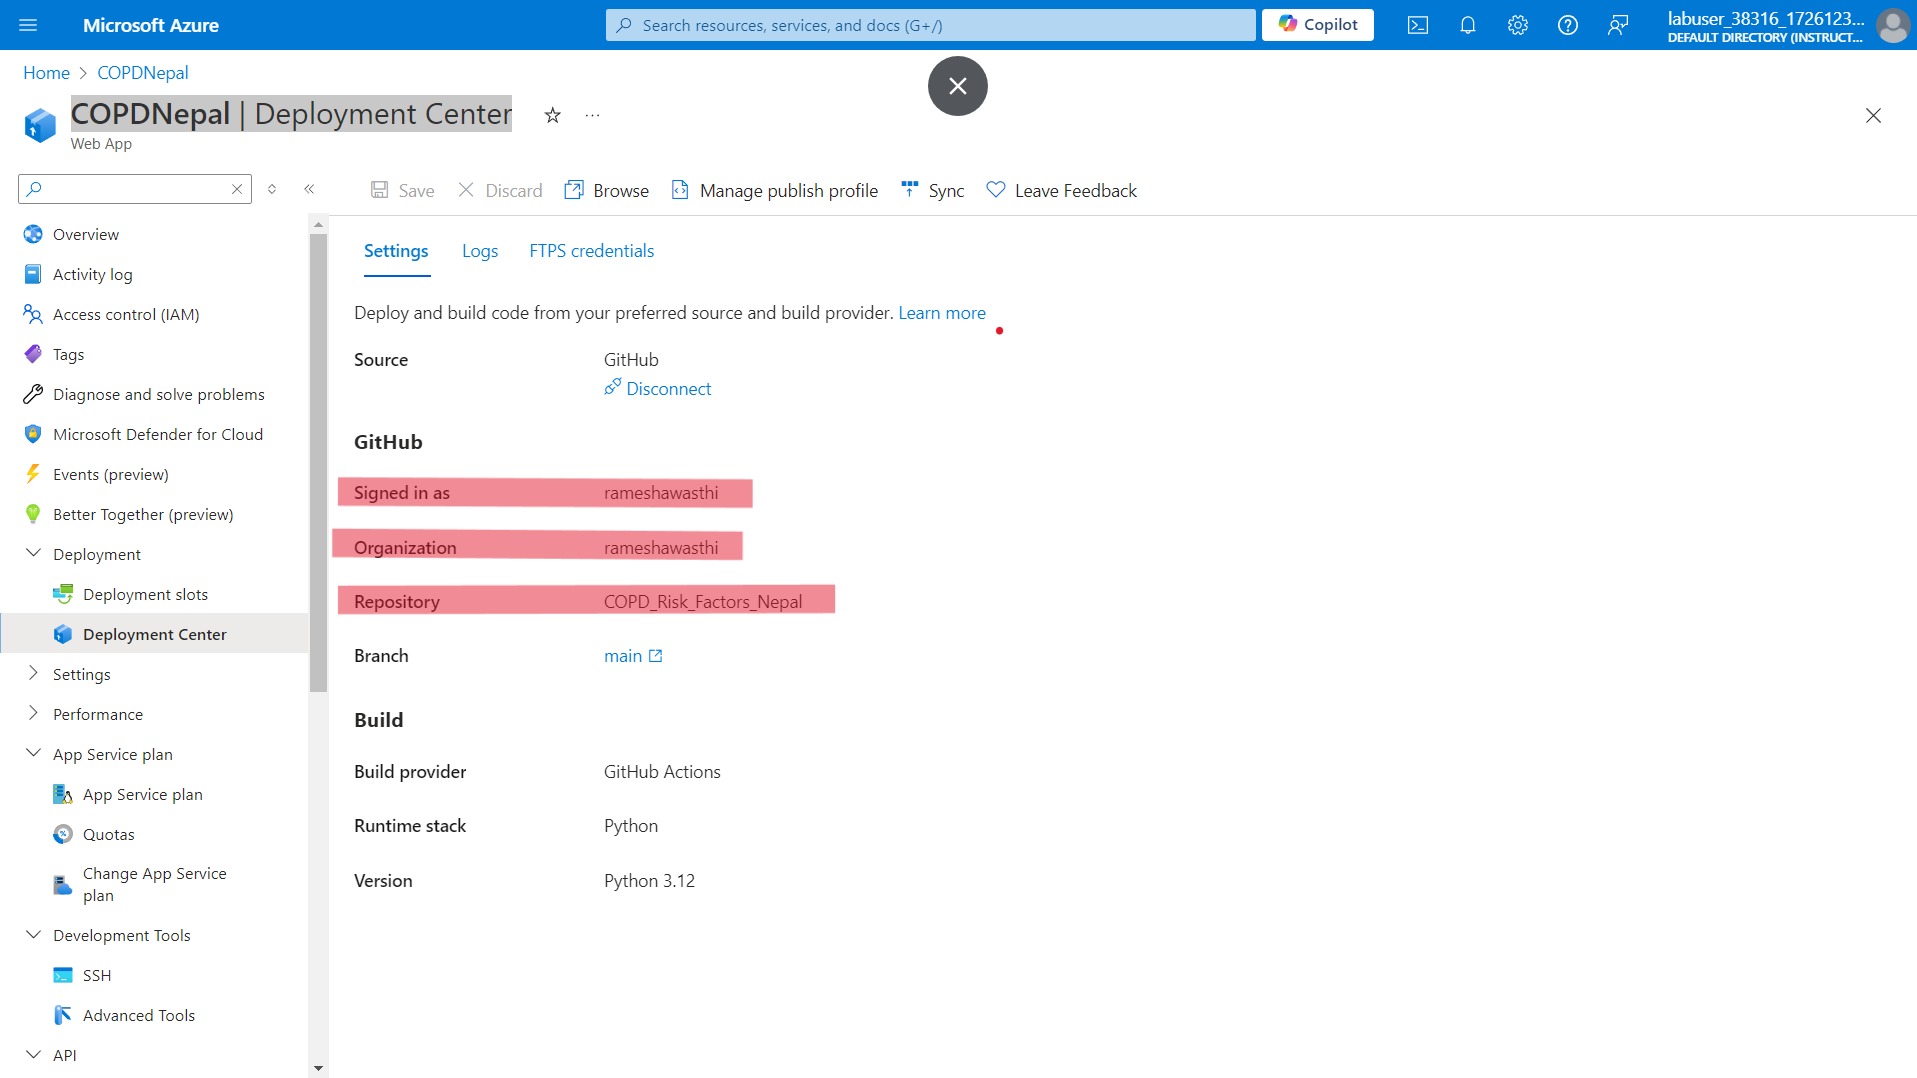 Microsoft Azure
Search resources, services, and docs (G+/)
Copilot
labuser_38316_1726123...
DEFAULT DIRECTORY (INSTRUCT...
Home > COPDNepal
COPDNepal | Deployment Center
Web App
Save
Discard
Browse
Manage publish profile
Sync
Leave Feedback
Overview
Activity log
Access control (IAM)
Tags
Diagnose and solve problems
Microsoft Defender for Cloud
Events (preview)
Better Together (preview)
Deployment
Deployment slots
Deployment Center
Settings
Performance
App Service plan
App Service plan
Quotas
Change App Service
plan
Development Tools
SSH
Advanced Tools
API
Settings
Logs
FTPS credentials
Deploy and build code from your preferred source and build provider. Learn more
Source GitHub
Disconnect
GitHub
Signed in as rameshawasthi
Organization rameshawasthi
Repository COPD_Risk_Factors_Nepal
Branch main
Build
Build provider GitHub Actions
Runtime stack Python
Version Python 3.12